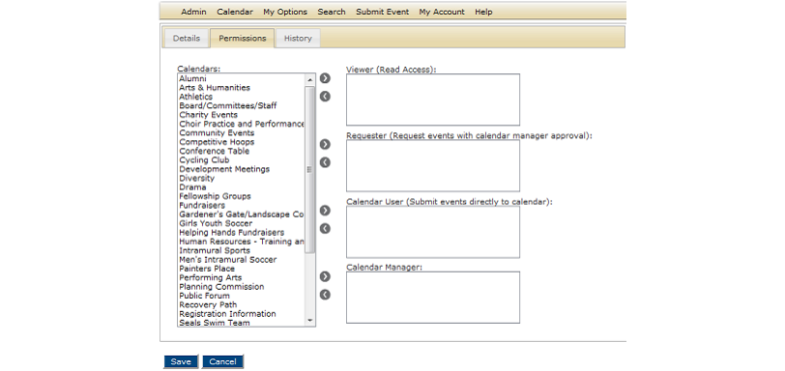 Admin Calendar My Options Search Submit Event My Account Help
Details Permissions History
Calendars:
Alumni
Arts & Humanities
Athletics
Board/Committees/Staff
Charity Events
Choir Practice and Performance
Community Events
Competitive Hoops
Conference Table
Cycling Club
Development Meetings
Diversity
Drama
Fellowship Groups
Fundraisers
Gardener's Gate/Landscape Co
Girls Youth Soccer
Helping Hands Fundraisers
Human Resources - Training an
Intramural Sports
Men's Intramural Soccer
Painters Place
Performing Arts
Planning Commission
Public Forum
Recovery Path
Registration Information
Seals Swim Team
Viewer (Read Access):
Requester (Request events with calendar manager approval):
Calendar User (Submit events directly to calendar):
Calendar Manager:
Save Cancel